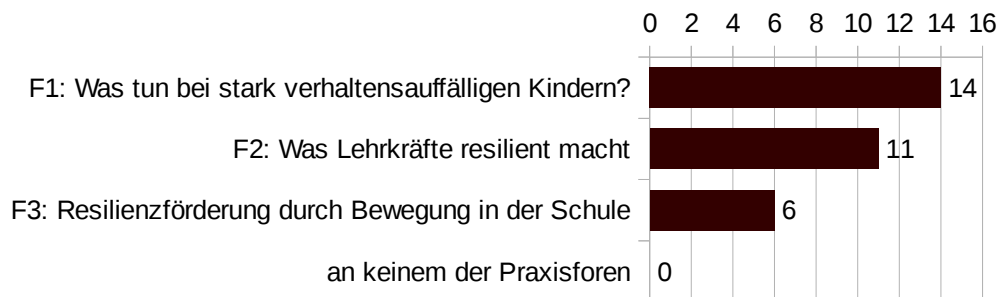 0 2 4 6 8 10 12 14 16
F1: Was tun bei stark verhaltensauffälligen Kindern? 14
F2: Was Lehrkräfte resilient macht 11
F3: Resilienzförderung durch Bewegung in der Schule 6
an keinem der Praxisforen 0